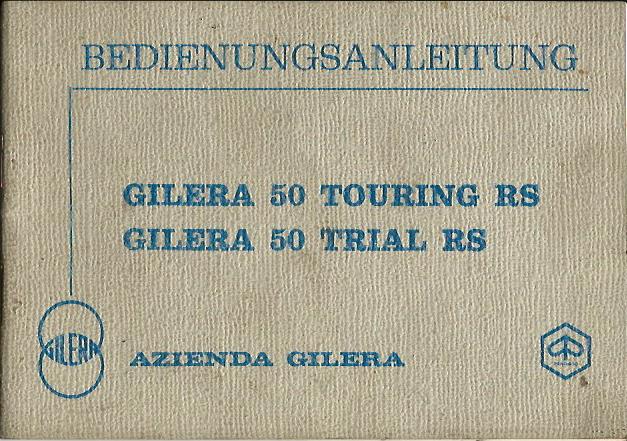 BEDIENUNGSANLEITUNG
GILERA 50 TOURING RS
GILERA 50 TRIAL RS
GILERA
AZIENDA GILERA